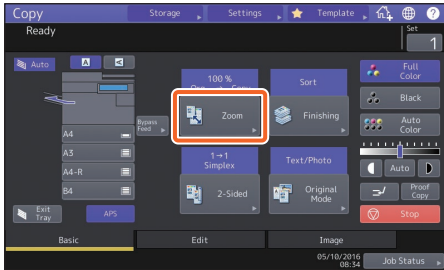 Copy
Storage
Settings
Template
?
Ready
Set
1
Auto
A
A
100 %
Sort
Full
Color
Zoom
Finishing
Black
Bypass
Feed
A4
Auto
Color
A3
1→1
Simplex
Text/Photo
A4-R
Auto
B4
2-Sided
Original
Mode
Proof
Copy
Exit
Tray
APS
Stop
Basic
Edit
Image
05/10/2016
08:34
Job Status